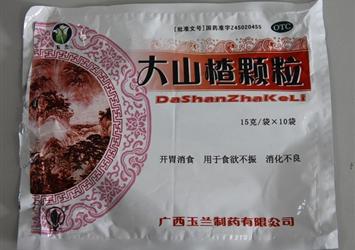 [批准文号]国药准字Z45020455
OTC
大山楂颗粒
DaShanZhaKeLi
15克/袋×10袋
开胃消食 用于食欲不振 消化不良
广西玉兰制药有限公司